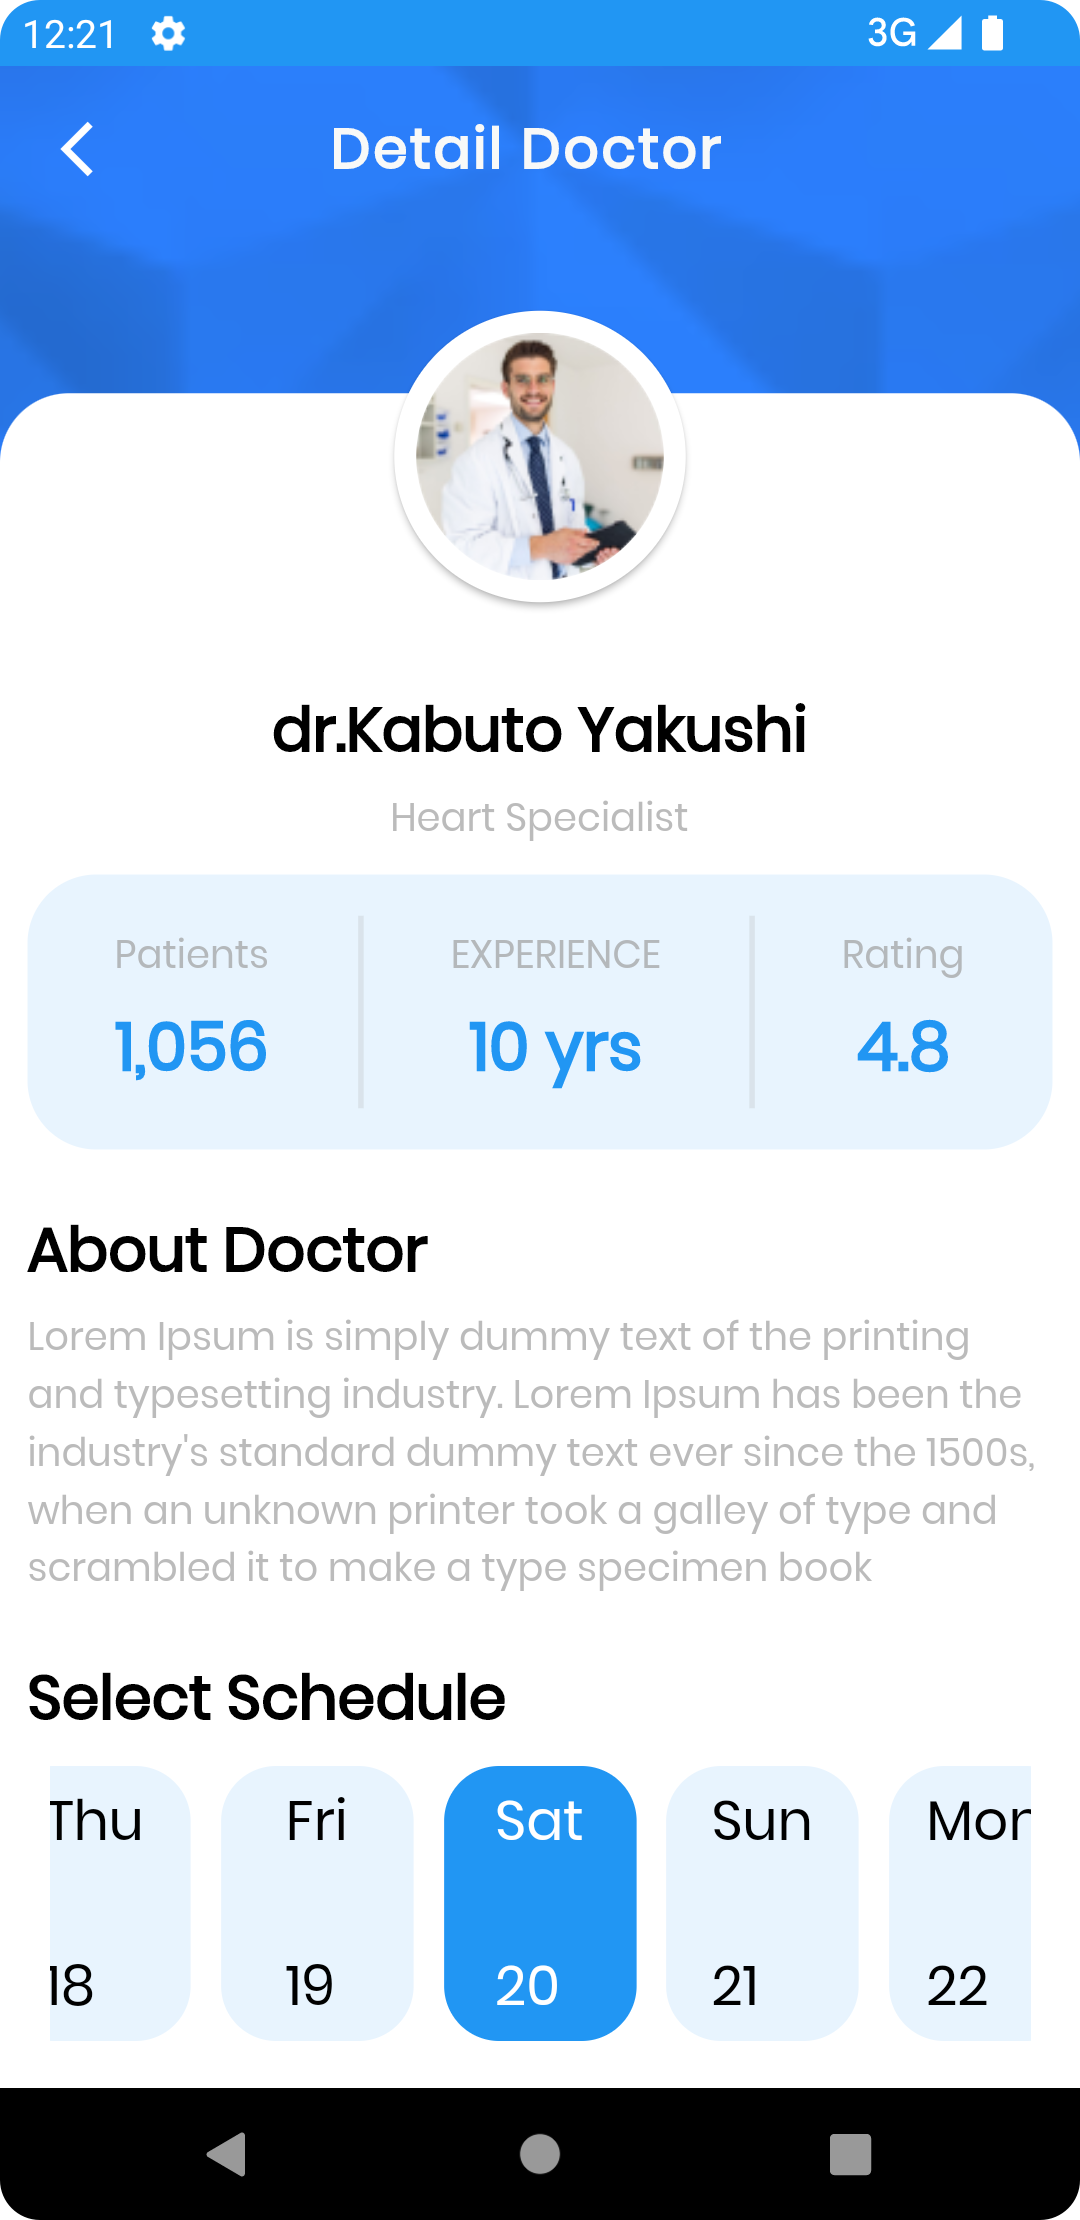 12:21 3G
Detail Doctor
dr.Kabuto Yakushi
Heart Specialist
Patients EXPERIENCE Rating
1,056 10 yrs 4.8
About Doctor
Lorem Ipsum is simply dummy text of the printing
and typesetting industry. Lorem Ipsum has been the
industry's standard dummy text ever since the 1500s,
when an unknown printer took a galley of type and
scrambled it to make a type specimen book
Select Schedule
Thu Fri Sat Sun Mon
18 19 20 21 22